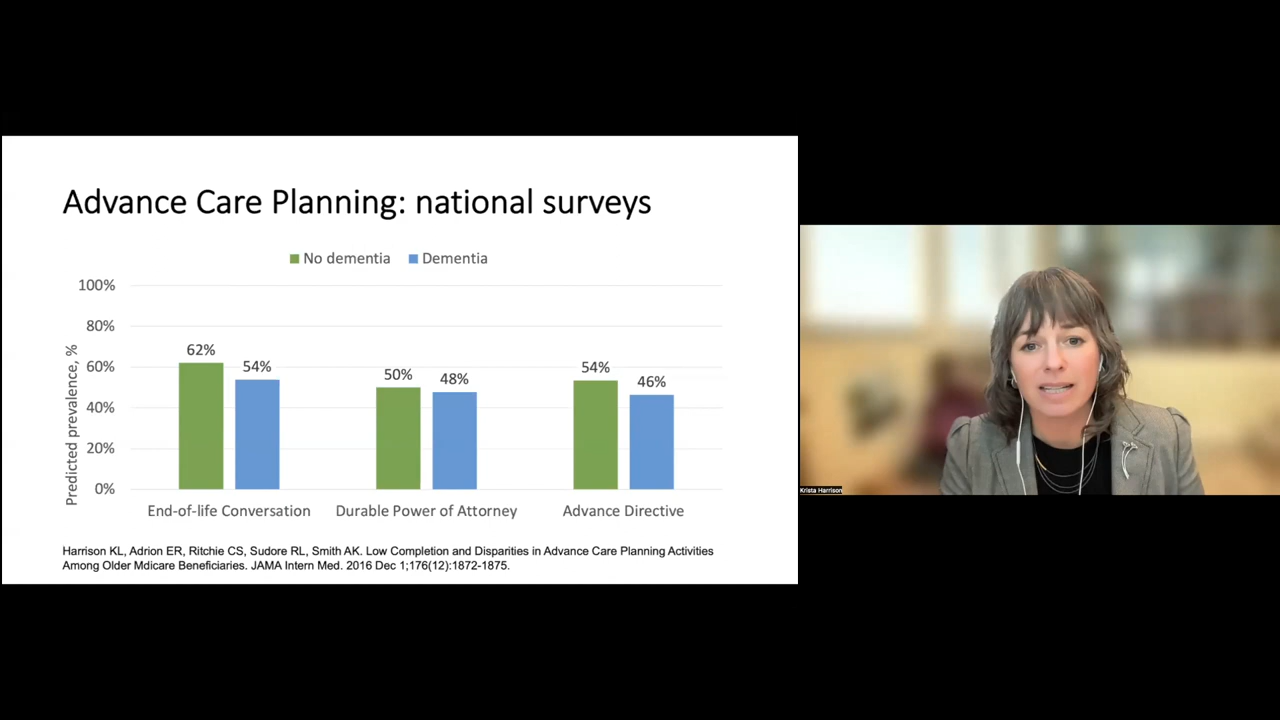 Advance Care Planning: national surveys
No dementia
Dementia
100%
80%
60%
40%
20%
0%
Predicted prevalence, %
62%
54%
50%
48%
54%
46%
End-of-life Conversation
Durable Power of Attorney
Advance Directive
Harrison KL, Adrion ER, Ritchie CS, Sudore RL, Smith AK. Low Completion and Disparities in Advance Care Planning Activities
Among Older Mdicare Beneficiaries. JAMA Intern Med. 2016 Dec 1;176(12):1872-1875.
Krista Harrison